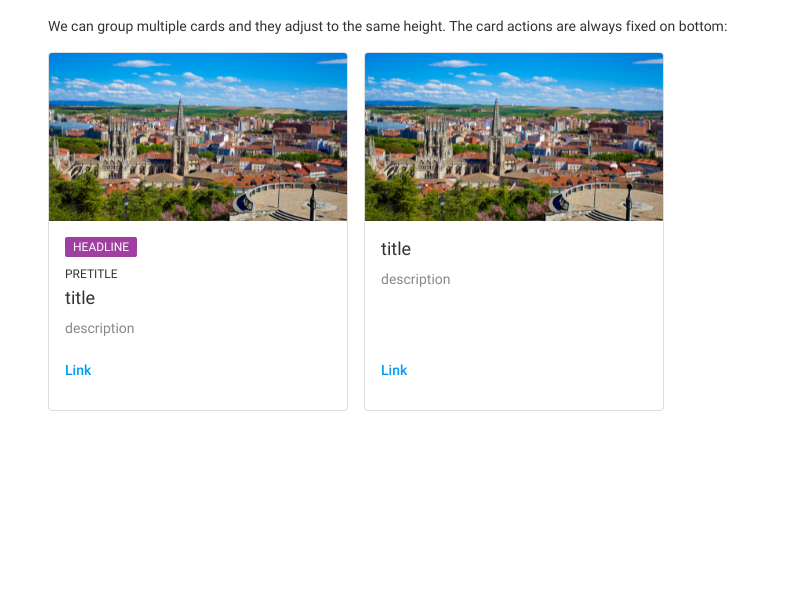 We can group multiple cards and they adjust to the same height. The card actions are always fixed on bottom:
HEADLINE
PRETITLE
title
description
Link
title
description
Link